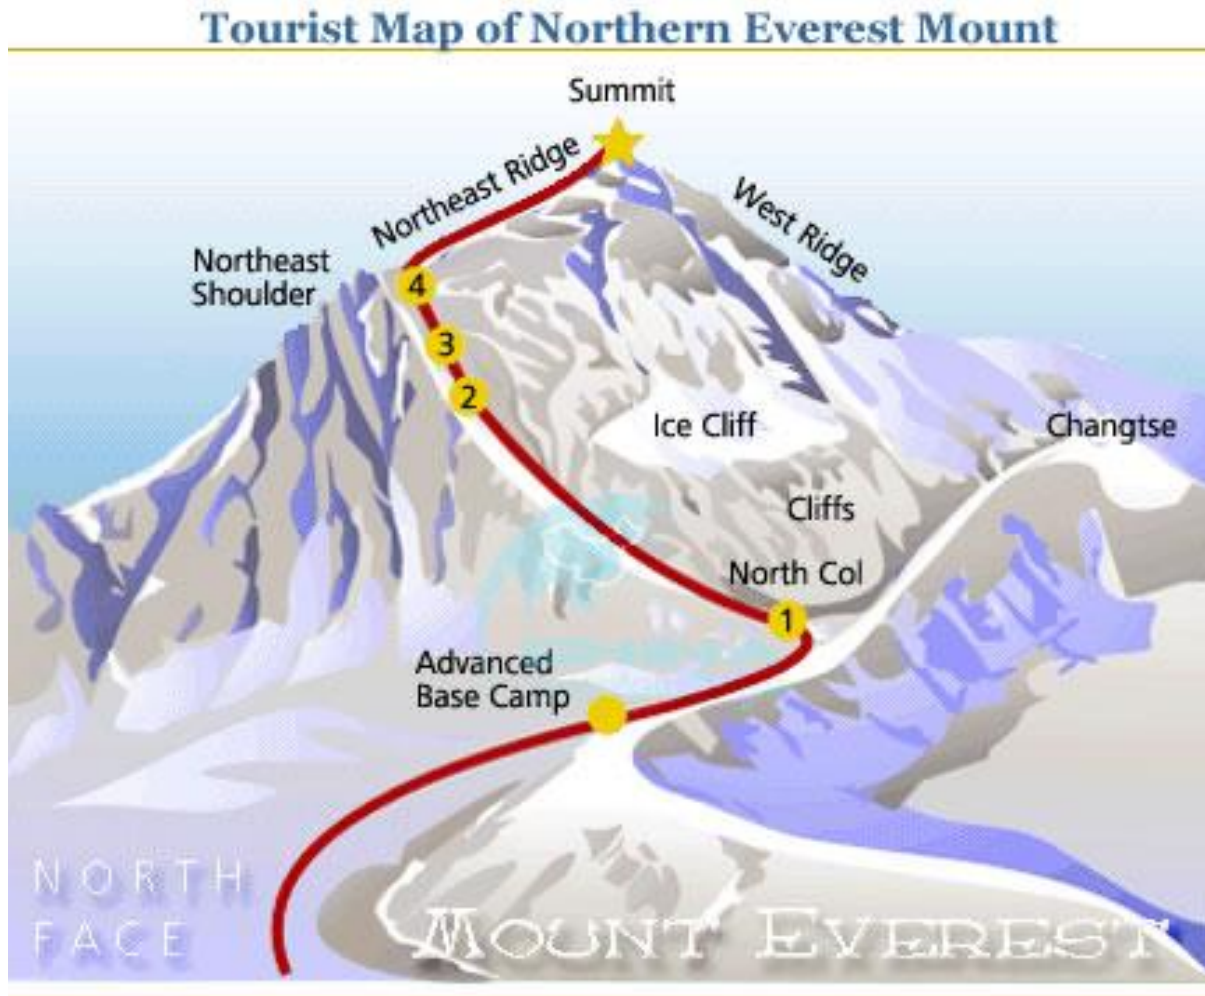 Tourist Map of Northern Everest Mount
Summit
Northeast Ridge
West Ridge
Northeast
Shoulder
4
3
2
Ice Cliff
Changtse
Cliffs
North Col
1
Advanced
Base Camp
NORTH
FACE
MOUNT EVEREST